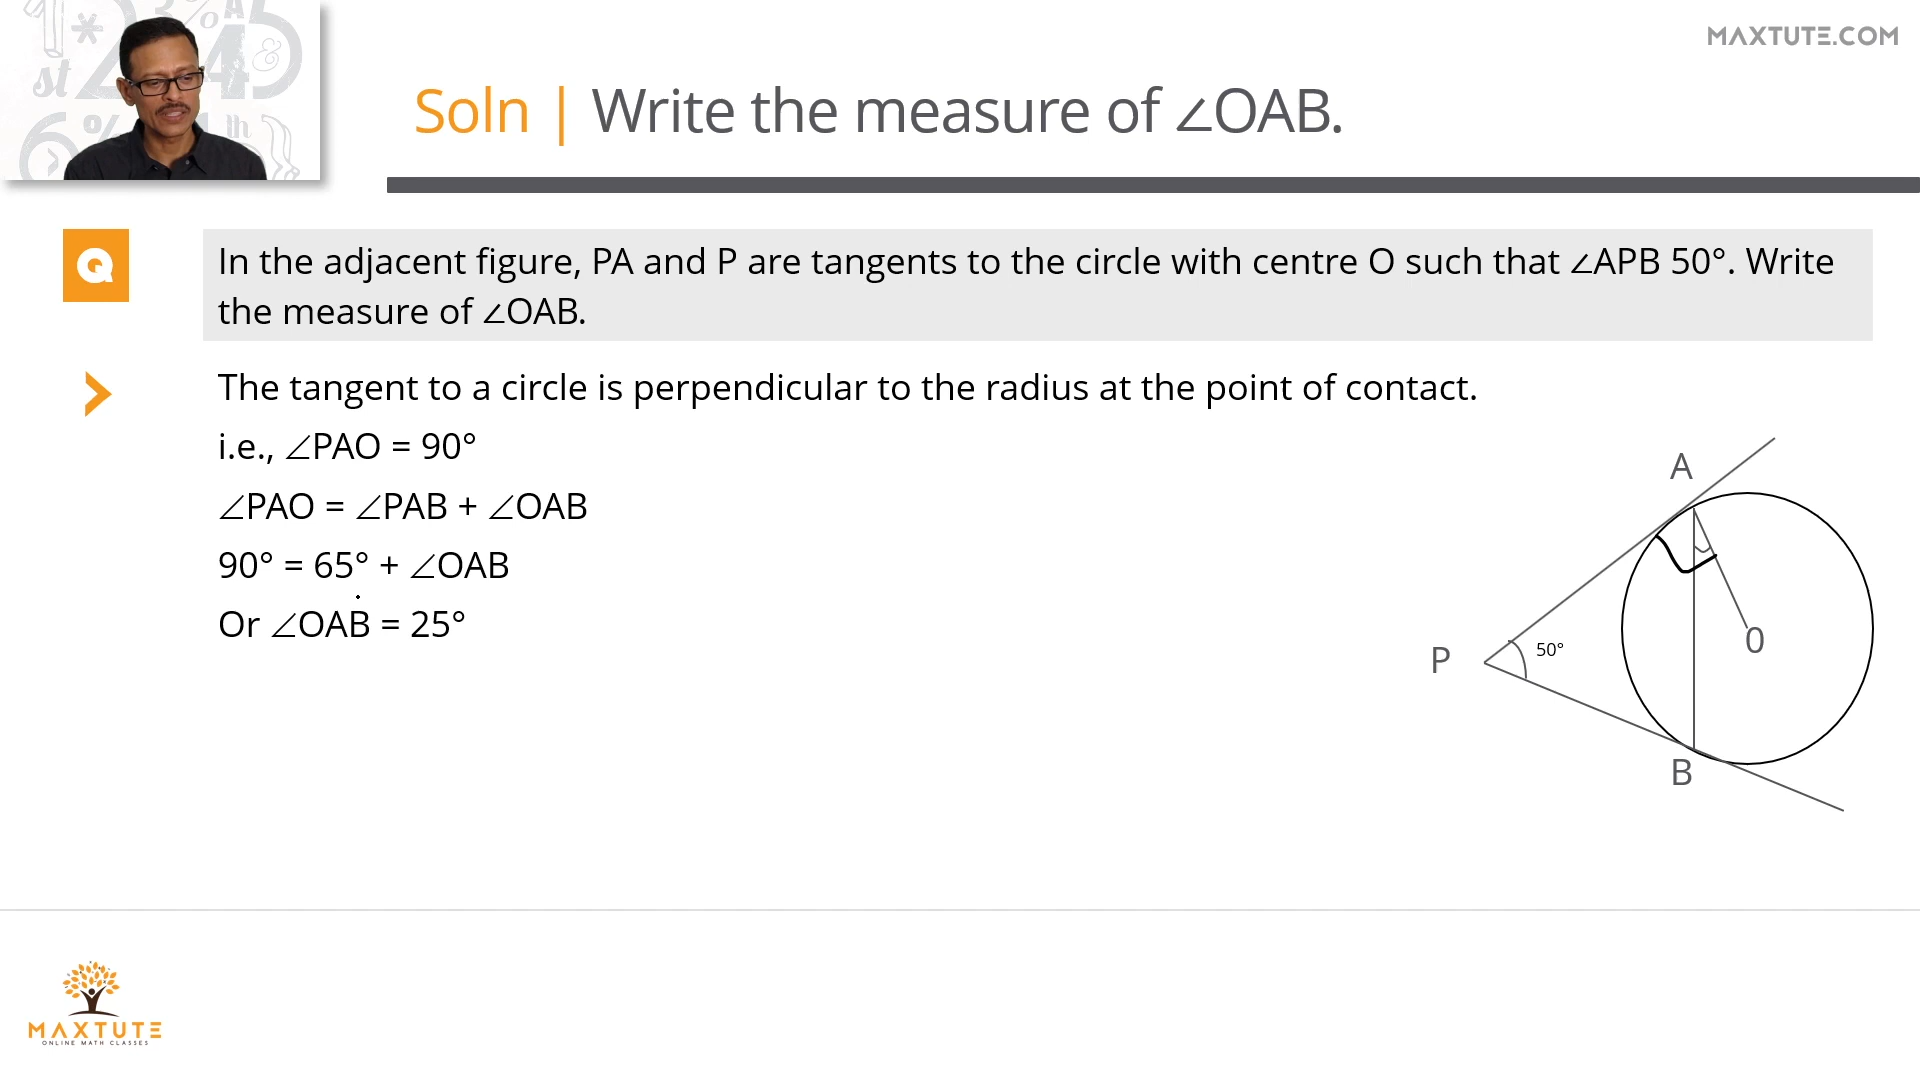 MAXTUTE.COM
Soln | Write the measure of ∠OAB.
Q
In the adjacent figure, PA and P are tangents to the circle with centre O such that ∠APB 50°. Write
the measure of ∠OAB.
The tangent to a circle is perpendicular to the radius at the point of contact.
i.e., ∠PAO = 90°
∠PAO = ∠PAB + ∠OAB
90° = 65° + ∠OAB
Or ∠OAB = 25°
A
P
50°
0
B
MAXTUTE
ONLINE MATH CLASSES